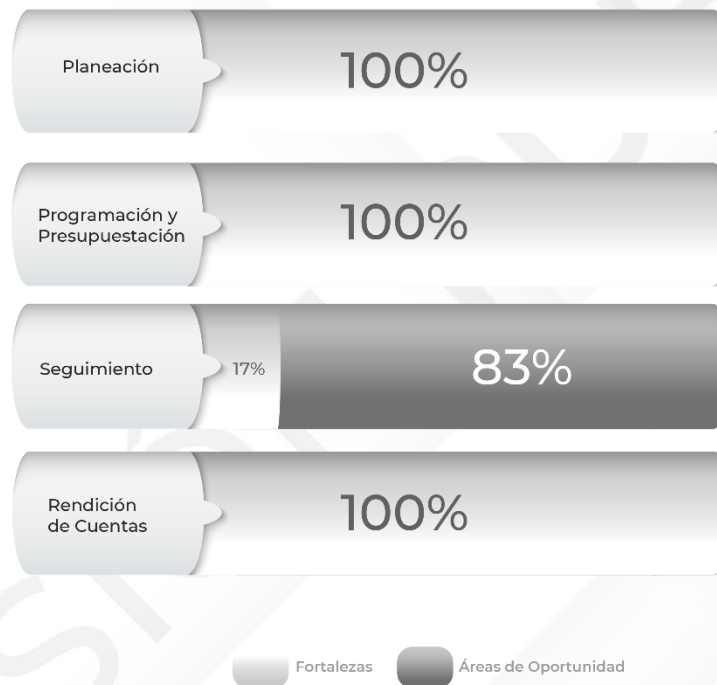 Planeación
100%
Programación y
Presupuestación
100%
Seguimiento
17%
83%
Rendición
de Cuentas
100%
Fortalezas
Áreas de Oportunidad